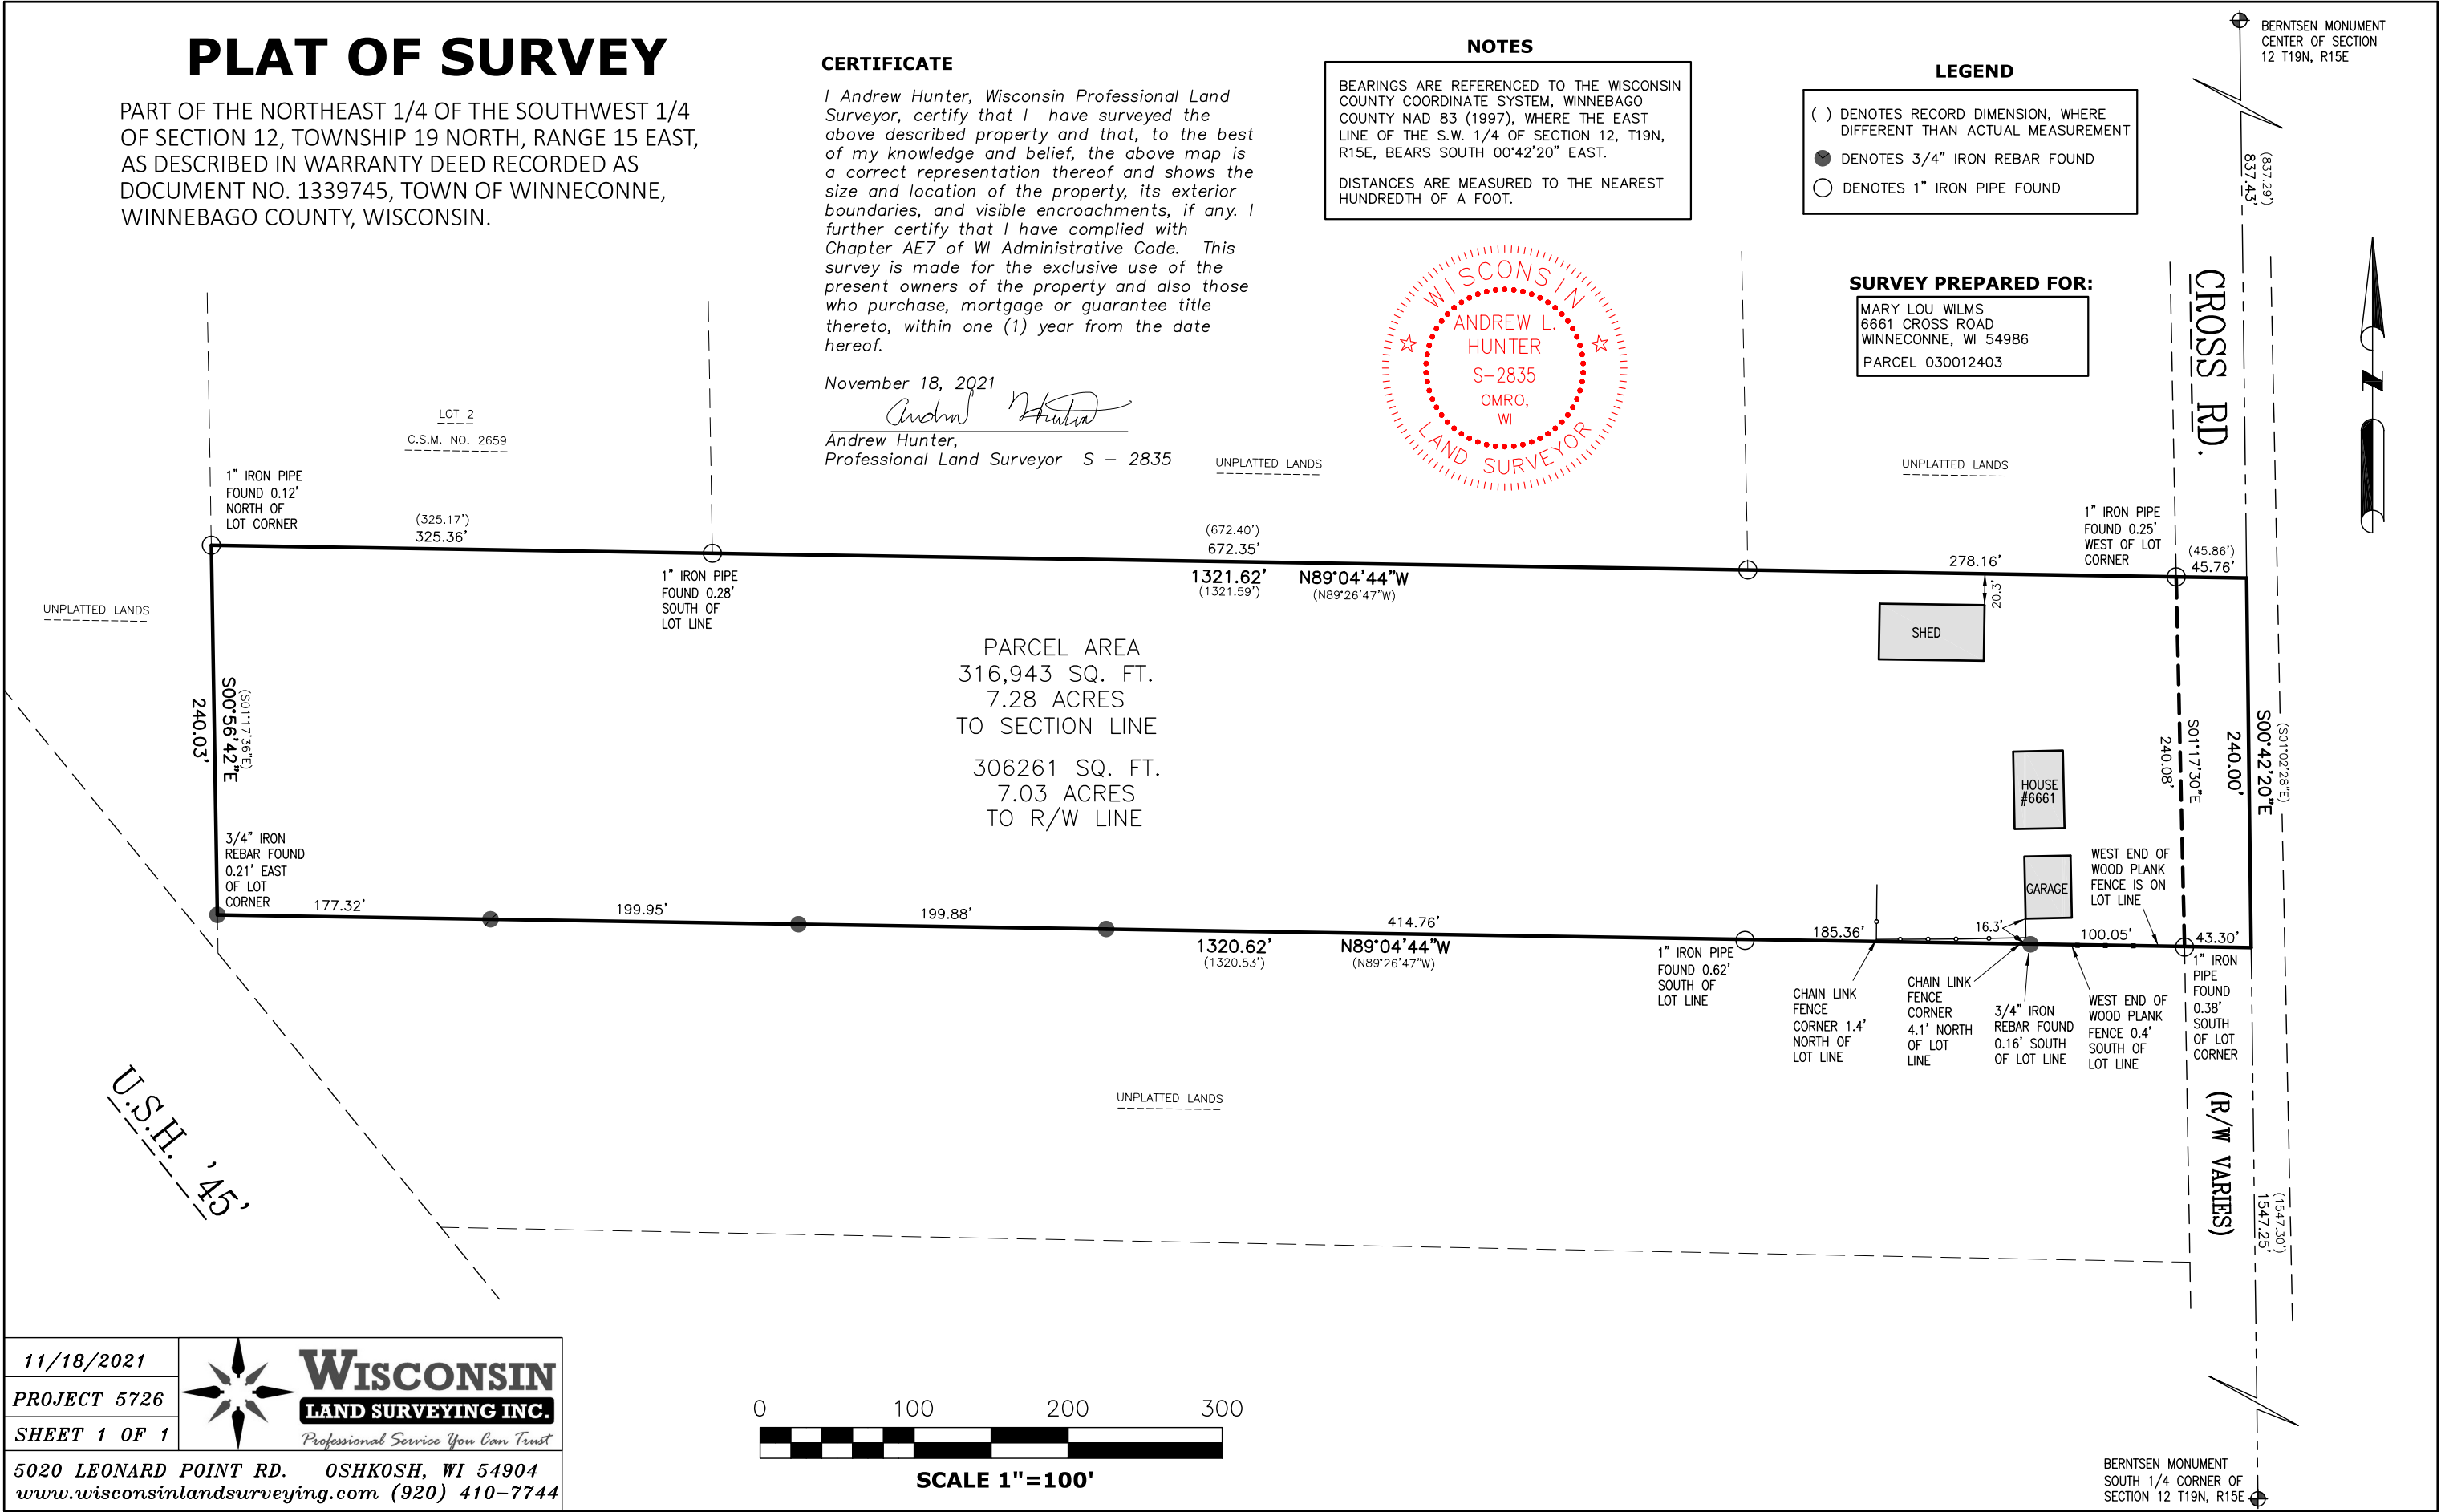 PLAT OF SURVEY
PART OF THE NORTHEAST 1/4 OF THE SOUTHWEST 1/4
OF SECTION 12, TOWNSHIP 19 NORTH, RANGE 15 EAST,
AS DESCRIBED IN WARRANTY DEED RECORDED AS
DOCUMENT NO. 1339745, TOWN OF WINNECONNE,
WINNEBAGO COUNTY, WISCONSIN.
CERTIFICATE
I Andrew Hunter, Wisconsin Professional Land
Surveyor, certify that I have surveyed the
above described property and that, to the best
of my knowledge and belief, the above map is
a correct representation thereof and shows the
size and location of the property, its exterior
boundaries, and visible encroachments, if any. I
further certify that I have complied with
Chapter AE7 of WI Administrative Code. This
survey is made for the exclusive use of the
present owners of the property and also those
who purchase, mortgage or guarantee title
thereto, within one (1) year from the date
hereof.
November 18, 2021
Andrew Hunter
Andrew Hunter,
Professional Land Surveyor S - 2835
NOTES
BEARINGS ARE REFERENCED TO THE WISCONSIN
COUNTY COORDINATE SYSTEM, WINNEBAGO
COUNTY NAD 83 (1997), WHERE THE EAST
LINE OF THE S.W. 1/4 OF SECTION 12, T19N,
R15E, BEARS SOUTH 00°42'20" EAST.
DISTANCES ARE MEASURED TO THE NEAREST
HUNDREDTH OF A FOOT.
WISCONSIN
ANDREW L.
HUNTER
S-2835
OMRO,
WI
LAND SURVEYOR
LEGEND
( ) DENOTES RECORD DIMENSION, WHERE
DIFFERENT THAN ACTUAL MEASUREMENT
DENOTES 3/4" IRON REBAR FOUND
DENOTES 1" IRON PIPE FOUND
SURVEY PREPARED FOR:
MARY LOU WILMS
6661 CROSS ROAD
WINNECONNE, WI 54986
PARCEL 030012403
BERNTSEN MONUMENT
CENTER OF SECTION
12 T19N, R15E
(837.29')
837.43'
CROSS RD.
N
LOT 2
C.S.M. NO. 2659
UNPLATTED LANDS
UNPLATTED LANDS
UNPLATTED LANDS
1" IRON PIPE
FOUND 0.12'
NORTH OF
LOT CORNER
(325.17')
325.36'
1" IRON PIPE
FOUND 0.28'
SOUTH OF
LOT LINE
(672.40')
672.35'
1321.62' N89°04'44"W
(1321.59') (N89°26'47"W)
278.16'
1" IRON PIPE
FOUND 0.25'
WEST OF LOT
CORNER
(45.86')
45.76'
20.3'
SHED
PARCEL AREA
316,943 SQ. FT.
7.28 ACRES
TO SECTION LINE
306261 SQ. FT.
7.03 ACRES
TO R/W LINE
(S01°17'36"E)
S00°56'42"E
240.03'
S01°17'30"E
240.08'
(S01°02'28"E)
S00°42'20"E
240.00'
HOUSE
#6661
GARAGE
3/4" IRON
REBAR FOUND
0.21' EAST
OF LOT
CORNER
177.32'
199.95'
199.88'
414.76'
1320.62' N89°04'44"W
(1320.53') (N89°26'47"W)
185.36'
16.3'
100.05'
43.30'
WEST END OF
WOOD PLANK
FENCE IS ON
LOT LINE
1" IRON PIPE
FOUND 0.62'
SOUTH OF
LOT LINE
CHAIN LINK
FENCE
CORNER 1.4'
NORTH OF
LOT LINE
CHAIN LINK
FENCE
CORNER
4.1' NORTH
OF LOT
LINE
3/4" IRON
REBAR FOUND
0.16' SOUTH
OF LOT LINE
WEST END OF
WOOD PLANK
FENCE 0.4'
SOUTH OF
LOT LINE
1" IRON
PIPE
FOUND
0.38'
SOUTH
OF LOT
CORNER
UNPLATTED LANDS
U.S.H. '45'
(R/W VARIES)
(1547.30')
1547.25'
BERNTSEN MONUMENT
SOUTH 1/4 CORNER OF
SECTION 12 T19N, R15E
0 100 200 300
SCALE 1"=100'
11/18/2021
PROJECT 5726
SHEET 1 OF 1
WISCONSIN
LAND SURVEYING INC.
Professional Service You Can Trust
5020 LEONARD POINT RD. OSHKOSH, WI 54904
www.wisconsinlandsurveying.com (920) 410-7744